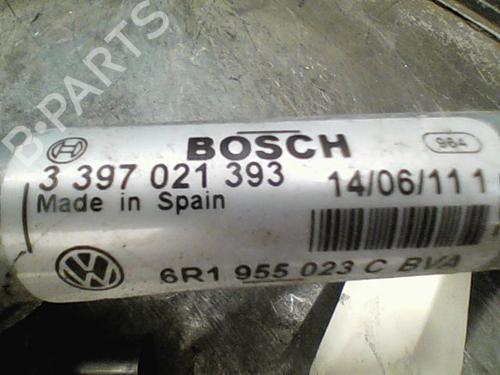 B-PARTS
BOSCH
984
3 397 021 393
14/06/11 1
Made in Spain
6R1 955 023 C BVA